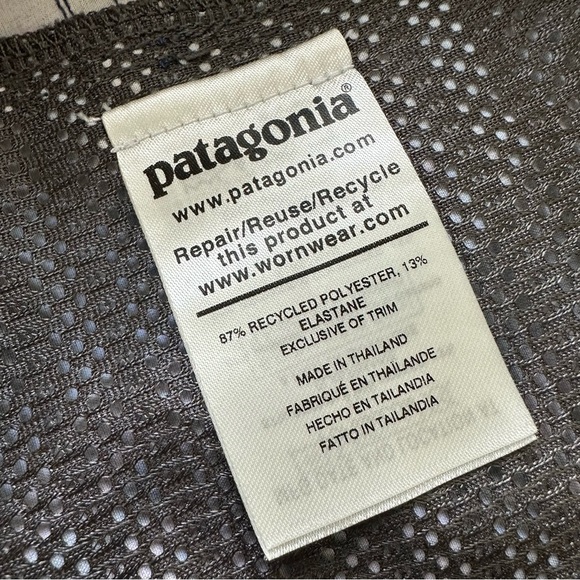 patagonia®
www.patagonia.com
Repair/Reuse/Recycle
this product at
www.wornwear.com
87% RECYCLED POLYESTER, 13%
ELASTANE
EXCLUSIVE OF TRIM
MADE IN THAILAND
FABRIQUÉ EN THAÏLANDE
HECHO EN TAILANDIA
FATTO IN TAILANDIA